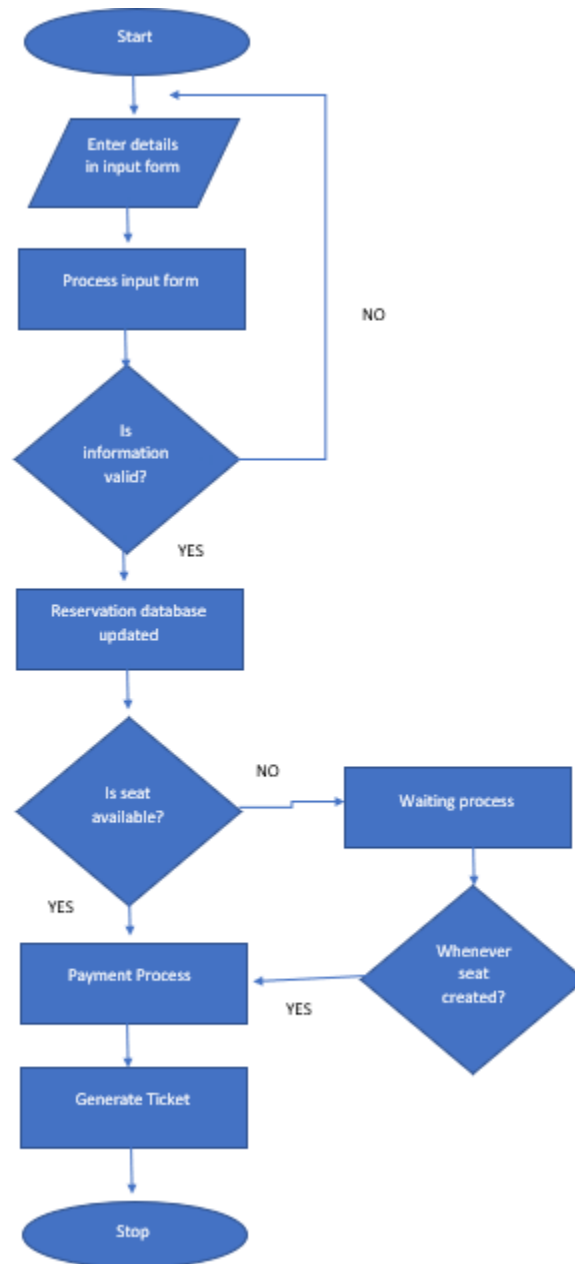 Start
Enter details
in input form
Process input form
NO
Is
information
valid?
YES
Reservation database
updated
Is seat
available?
NO
Waiting process
YES
Whenever
seat
created?
YES
Payment Process
Generate Ticket
Stop